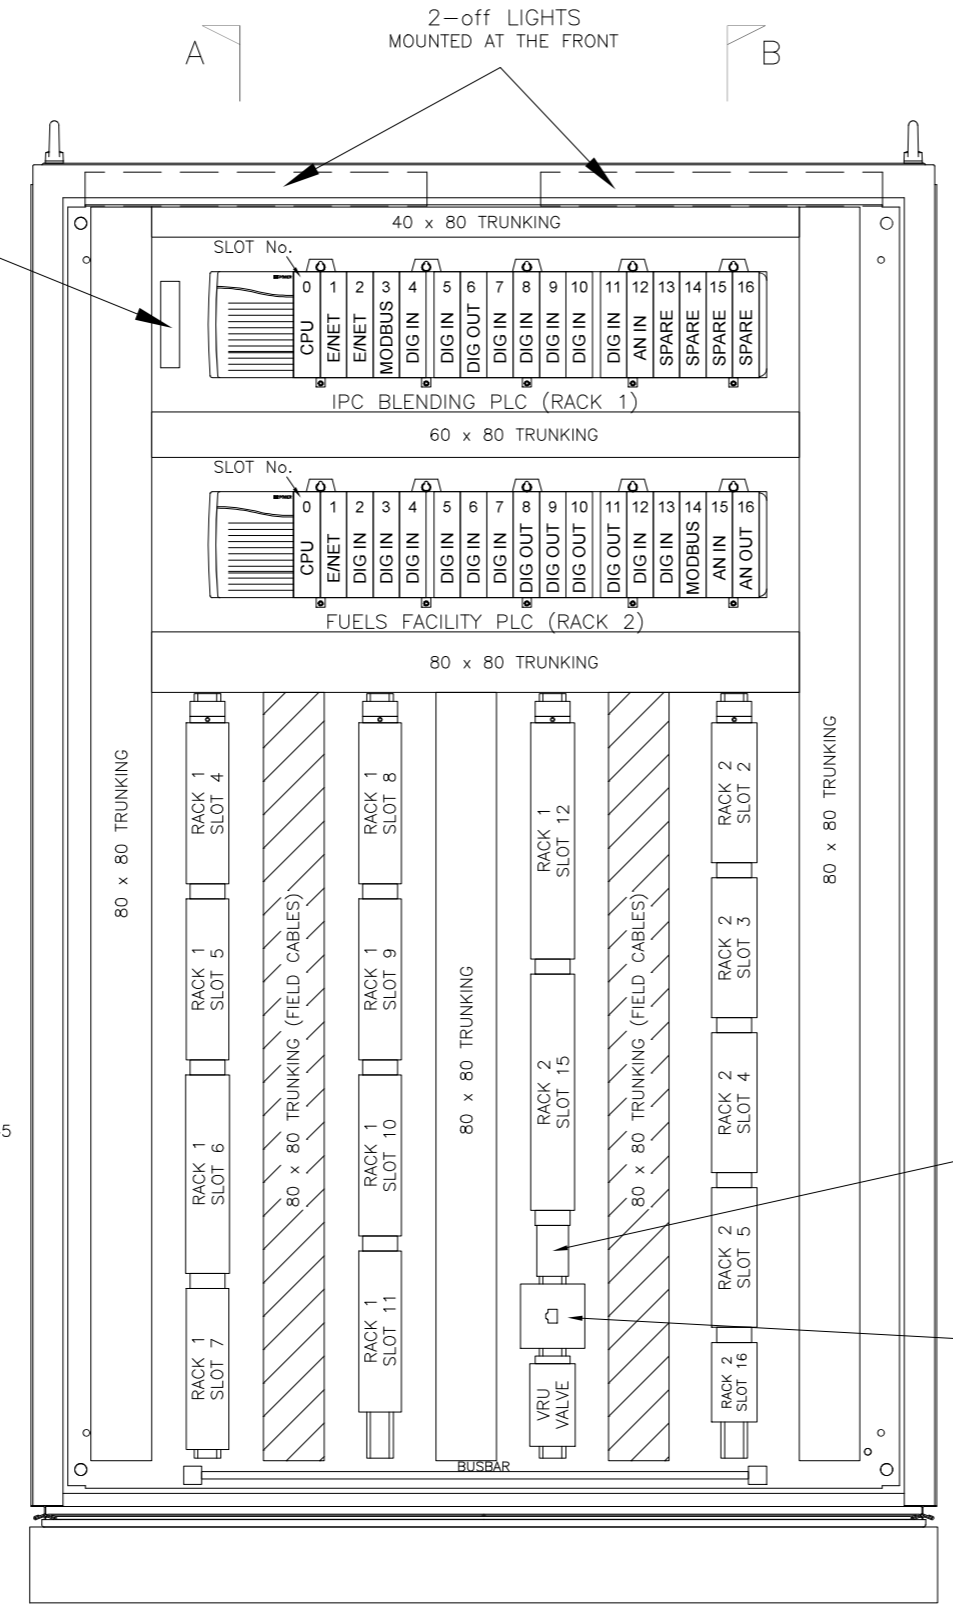 2-off LIGHTS
MOUNTED AT THE FRONT
A
B
40 x 80 TRUNKING
SLOT No.
0 1 2 3 4 5 6 7 8 9 10 11 12 13 14 15 16
CPU
E/NET
E/NET
MODBUS
DIG IN
DIG IN
DIG OUT
DIG IN
DIG IN
DIG IN
DIG IN
DIG IN
AN IN
SPARE
SPARE
SPARE
SPARE
IPC BLENDING PLC (RACK 1)
60 x 80 TRUNKING
SLOT No.
0 1 2 3 4 5 6 7 8 9 10 11 12 13 14 15 16
CPU
E/NET
DIG IN
DIG IN
DIG IN
DIG IN
DIG IN
DIG IN
DIG OUT
DIG OUT
DIG OUT
DIG OUT
DIG IN
DIG IN
MODBUS
AN IN
AN OUT
FUELS FACILITY PLC (RACK 2)
80 x 80 TRUNKING
80 x 80 TRUNKING
RACK 1
SLOT 4
RACK 1
SLOT 5
RACK 1
SLOT 6
RACK 1
SLOT 7
80 x 80 TRUNKING (FIELD CABLES)
RACK 1
SLOT 8
RACK 1
SLOT 9
RACK 1
SLOT 10
RACK 1
SLOT 11
80 x 80 TRUNKING
RACK 1
SLOT 12
RACK 2
SLOT 15
VRU
VALVE
80 x 80 TRUNKING (FIELD CABLES)
RACK 2
SLOT 2
RACK 2
SLOT 3
RACK 2
SLOT 4
RACK 2
SLOT 5
RACK 2
SLOT 16
80 x 80 TRUNKING
BUSBAR